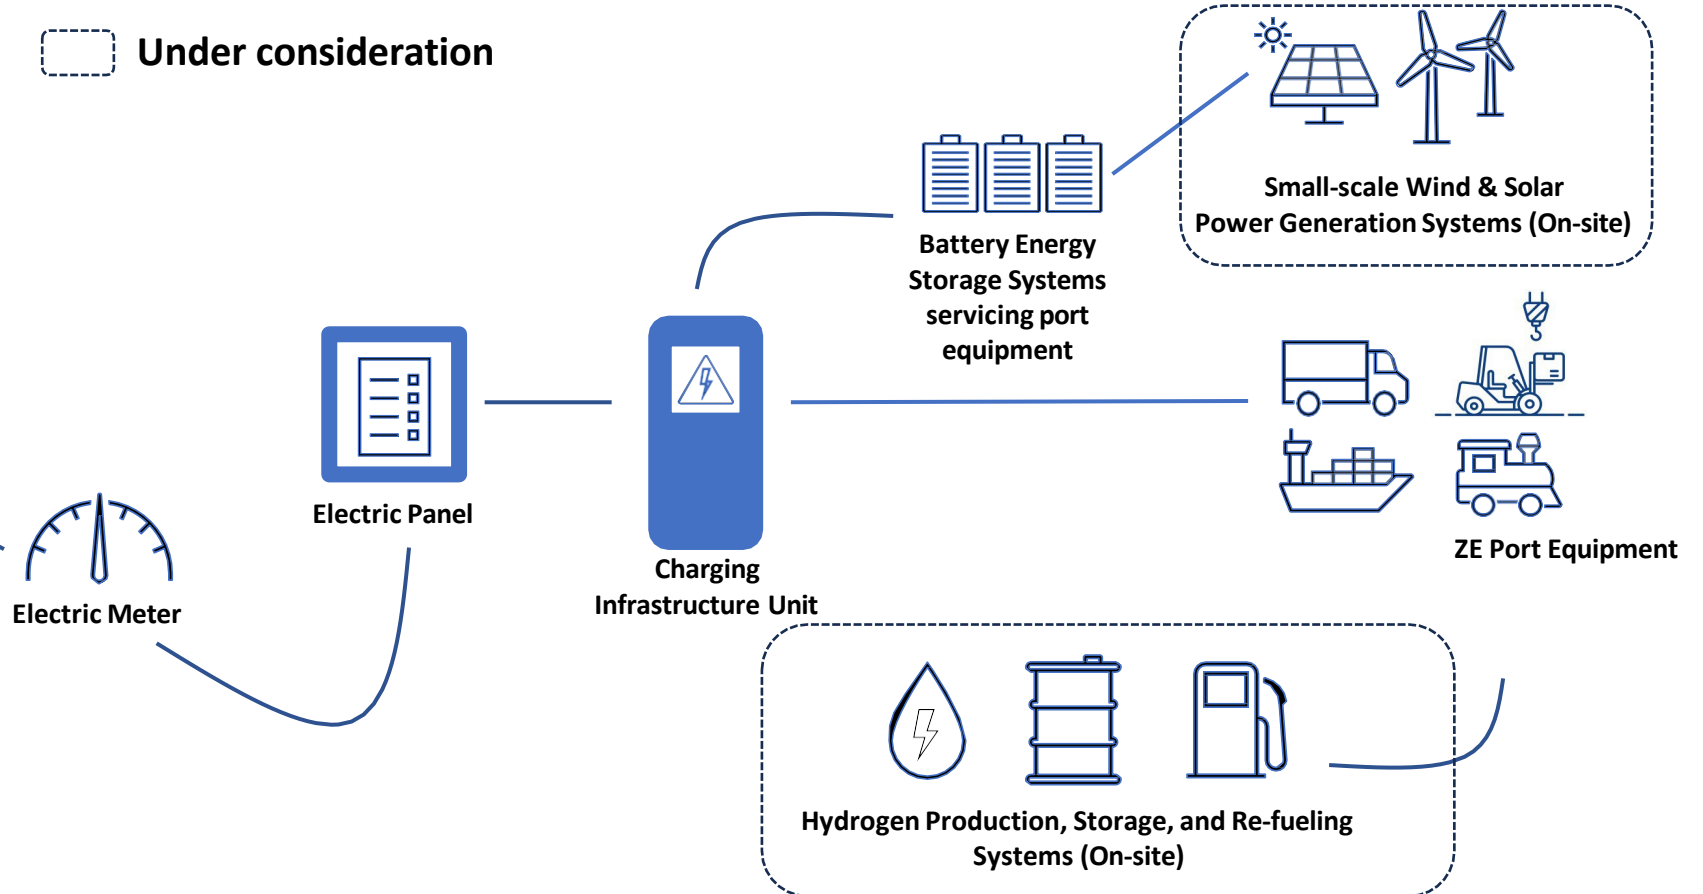 Under consideration
Small-scale Wind & Solar
Power Generation Systems (On-site)
Battery Energy
Storage Systems
servicing port
equipment
Electric Panel
ZE Port Equipment
Charging
Infrastructure Unit
Electric Meter
Hydrogen Production, Storage, and Re-fueling
Systems (On-site)